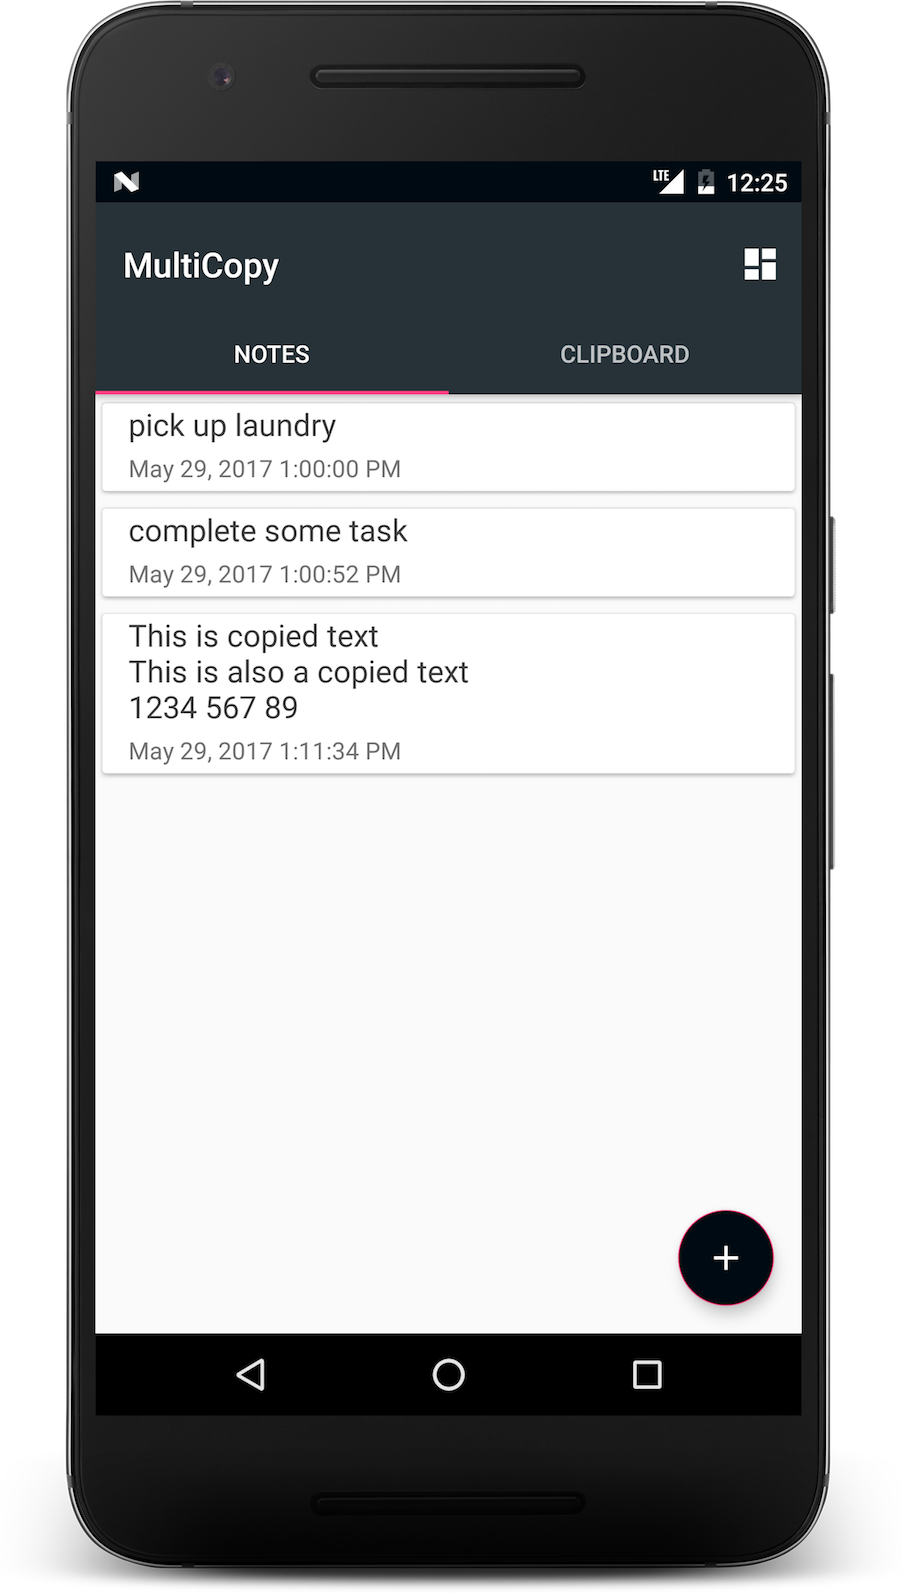 LTE 12:25
MultiCopy
NOTES CLIPBOARD
pick up laundry
May 29, 2017 1:00:00 PM
complete some task
May 29, 2017 1:00:52 PM
This is copied text
This is also a copied text
1234 567 89
May 29, 2017 1:11:34 PM